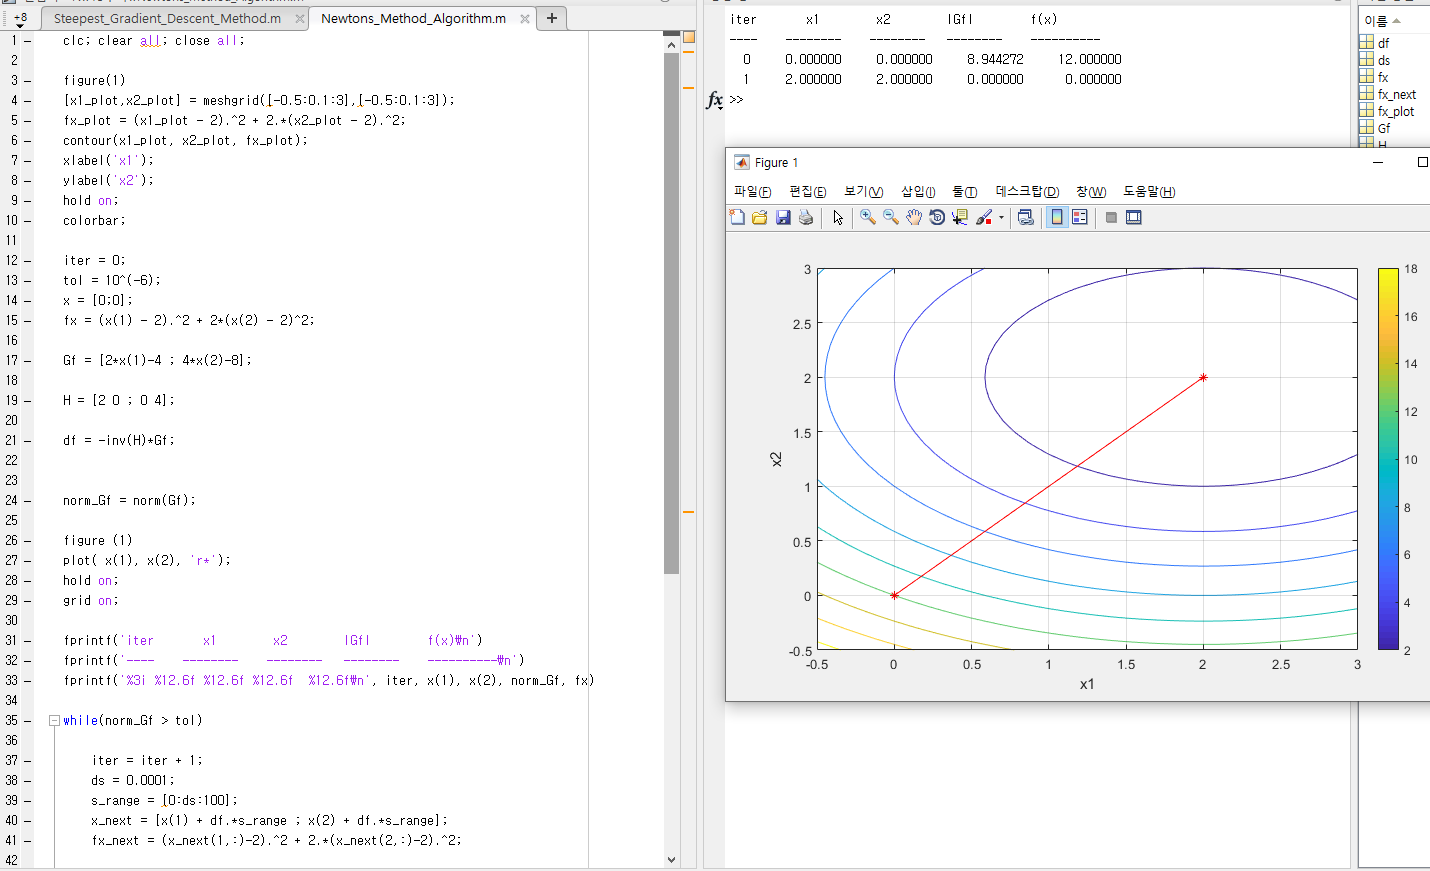 +8
Steepest_Gradient_Descent_Method.m
Newtons_Method_Algorithm.m
1 clc; clear all; close all;
2
3 figure(1)
4 [x1_plot,x2_plot] = meshgrid([-0.5:0.1:3],[-0.5:0.1:3]);
5 fx_plot = (x1_plot - 2).^2 + 2.*(x2_plot - 2).^2;
6 contour(x1_plot, x2_plot, fx_plot);
7 xlabel('x1');
8 ylabel('x2');
9 hold on;
10 colorbar;
11
12 iter = 0;
13 tol = 10^(-6);
14 x = [0;0];
15 fx = (x(1) - 2).^2 + 2*(x(2) - 2)^2;
16
17 Gf = [2*x(1)-4 ; 4*x(2)-8];
18
19 H = [2 0 ; 0 4];
20
21 df = -inv(H)*Gf;
22
23
24 norm_Gf = norm(Gf);
25
26 figure (1)
27 plot( x(1), x(2), 'r*');
28 hold on;
29 grid on;
30
31 fprintf('iter       x1        x2        |Gf|        f(x)₩n')
32 fprintf('----    --------    --------   --------    ----------₩n')
33 fprintf('%3i %12.6f %12.6f %12.6f  %12.6f₩n', iter, x(1), x(2), norm_Gf, fx)
34
35 while(norm_Gf > tol)
36
37 iter = iter + 1;
38 ds = 0.0001;
39 s_range = [0:ds:100];
40 x_next = [x(1) + df.*s_range ; x(2) + df.*s_range];
41 fx_next = (x_next(1,:)-2).^2 + 2.*(x_next(2,:)-2).^2;
42
iter x1 x2 |Gf| f(x)
---- -------- -------- -------- ----------
0 0.000000 0.000000 8.944272 12.000000
1 2.000000 2.000000 0.000000 0.000000
fx >>
이름
df
ds
fx
fx_next
fx_plot
Gf
H
Figure 1
파일(F) 편집(E) 보기(V) 삽입(I) 툴(T) 데스크탑(D) 창(W) 도움말(H)
3
2.5
2
1.5
1
0.5
0
-0.5
x2
-0.5 0 0.5 1 1.5 2 2.5 3
x1
18
16
14
12
10
8
6
4
2